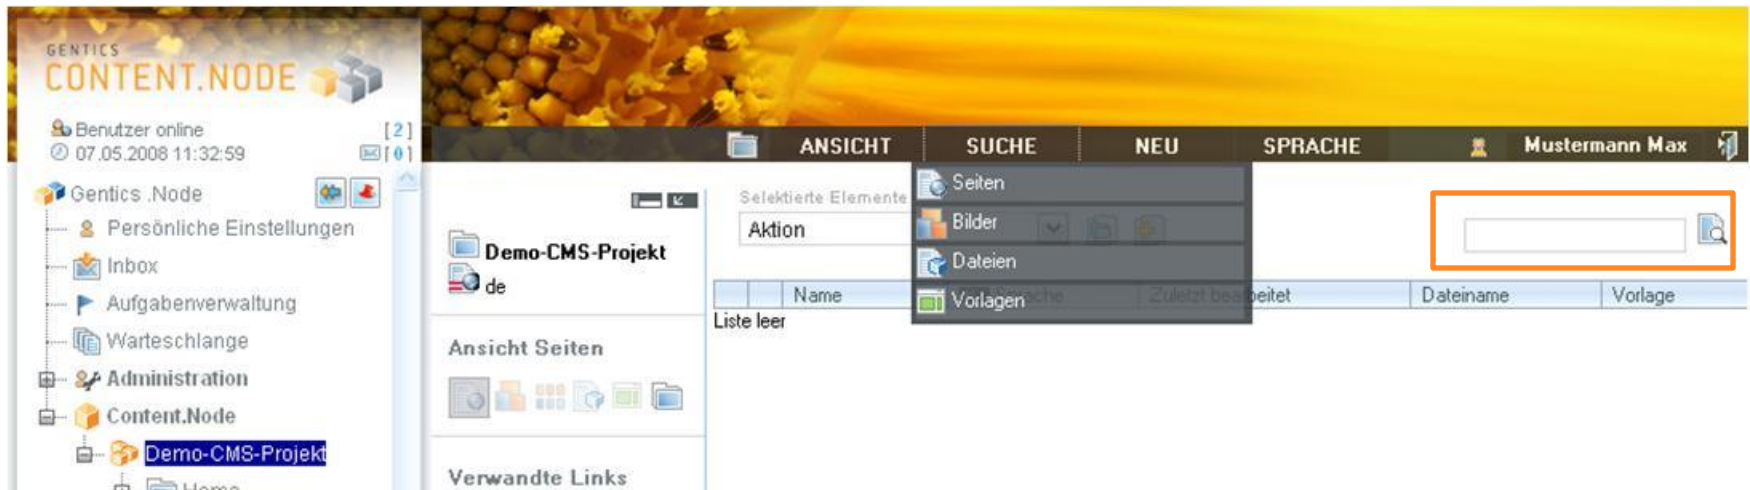 GENTICS
CONTENT.NODE
Benutzer online [2]
07.05.2008 11:32:59 [0]
ANSICHT SUCHE NEU SPRACHE Mustermann Max
Gentics .Node
Persönliche Einstellungen
Inbox
Aufgabenverwaltung
Warteschlange
Administration
Content.Node
Demo-CMS-Projekt
Home
Demo-CMS-Projekt
de
Ansicht Seiten
Verwandte Links
Selektierte Elemente
Aktion
Seiten
Bilder
Dateien
Vorlagen
Name Sprache Zuletzt bearbeitet Dateiname Vorlage
Liste leer